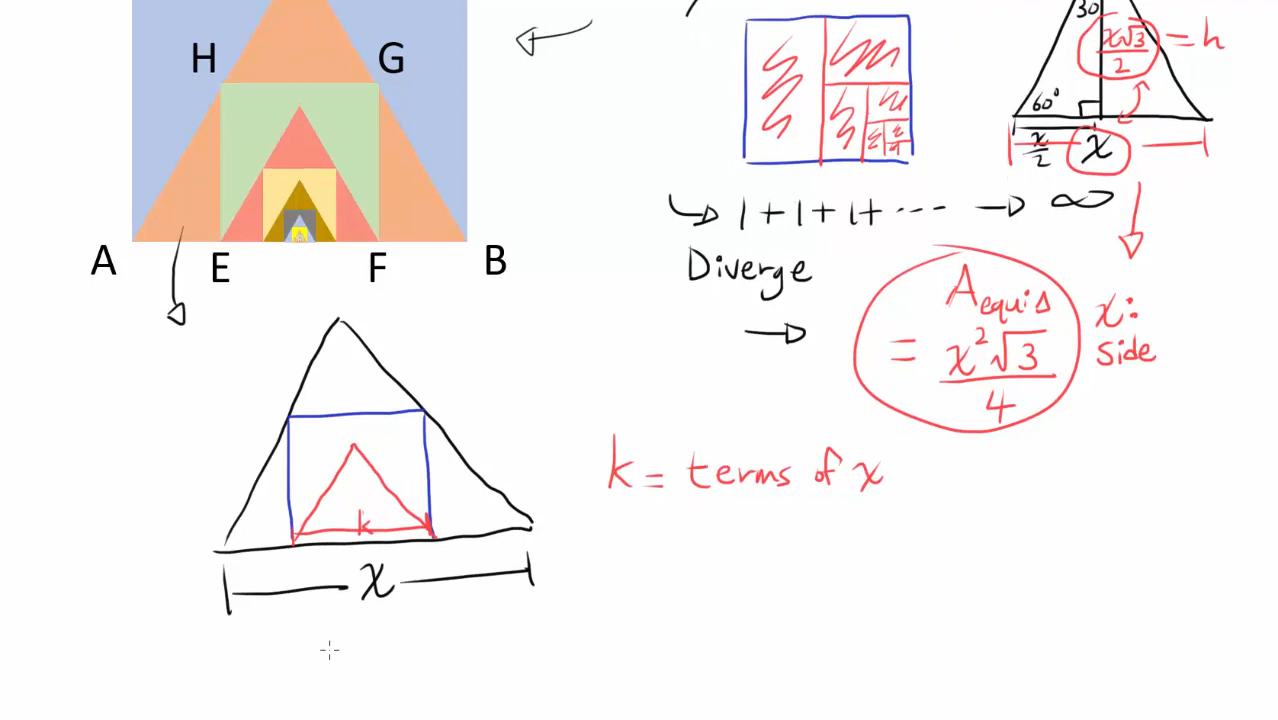 H G
A E F B
30
x√3/2 = h
60°
x/2 x
1 + 1 + 1 + ---- → ∞
Diverge
→
A equi Δ
= x²√3/4
x:
side
k = terms of x
k
x